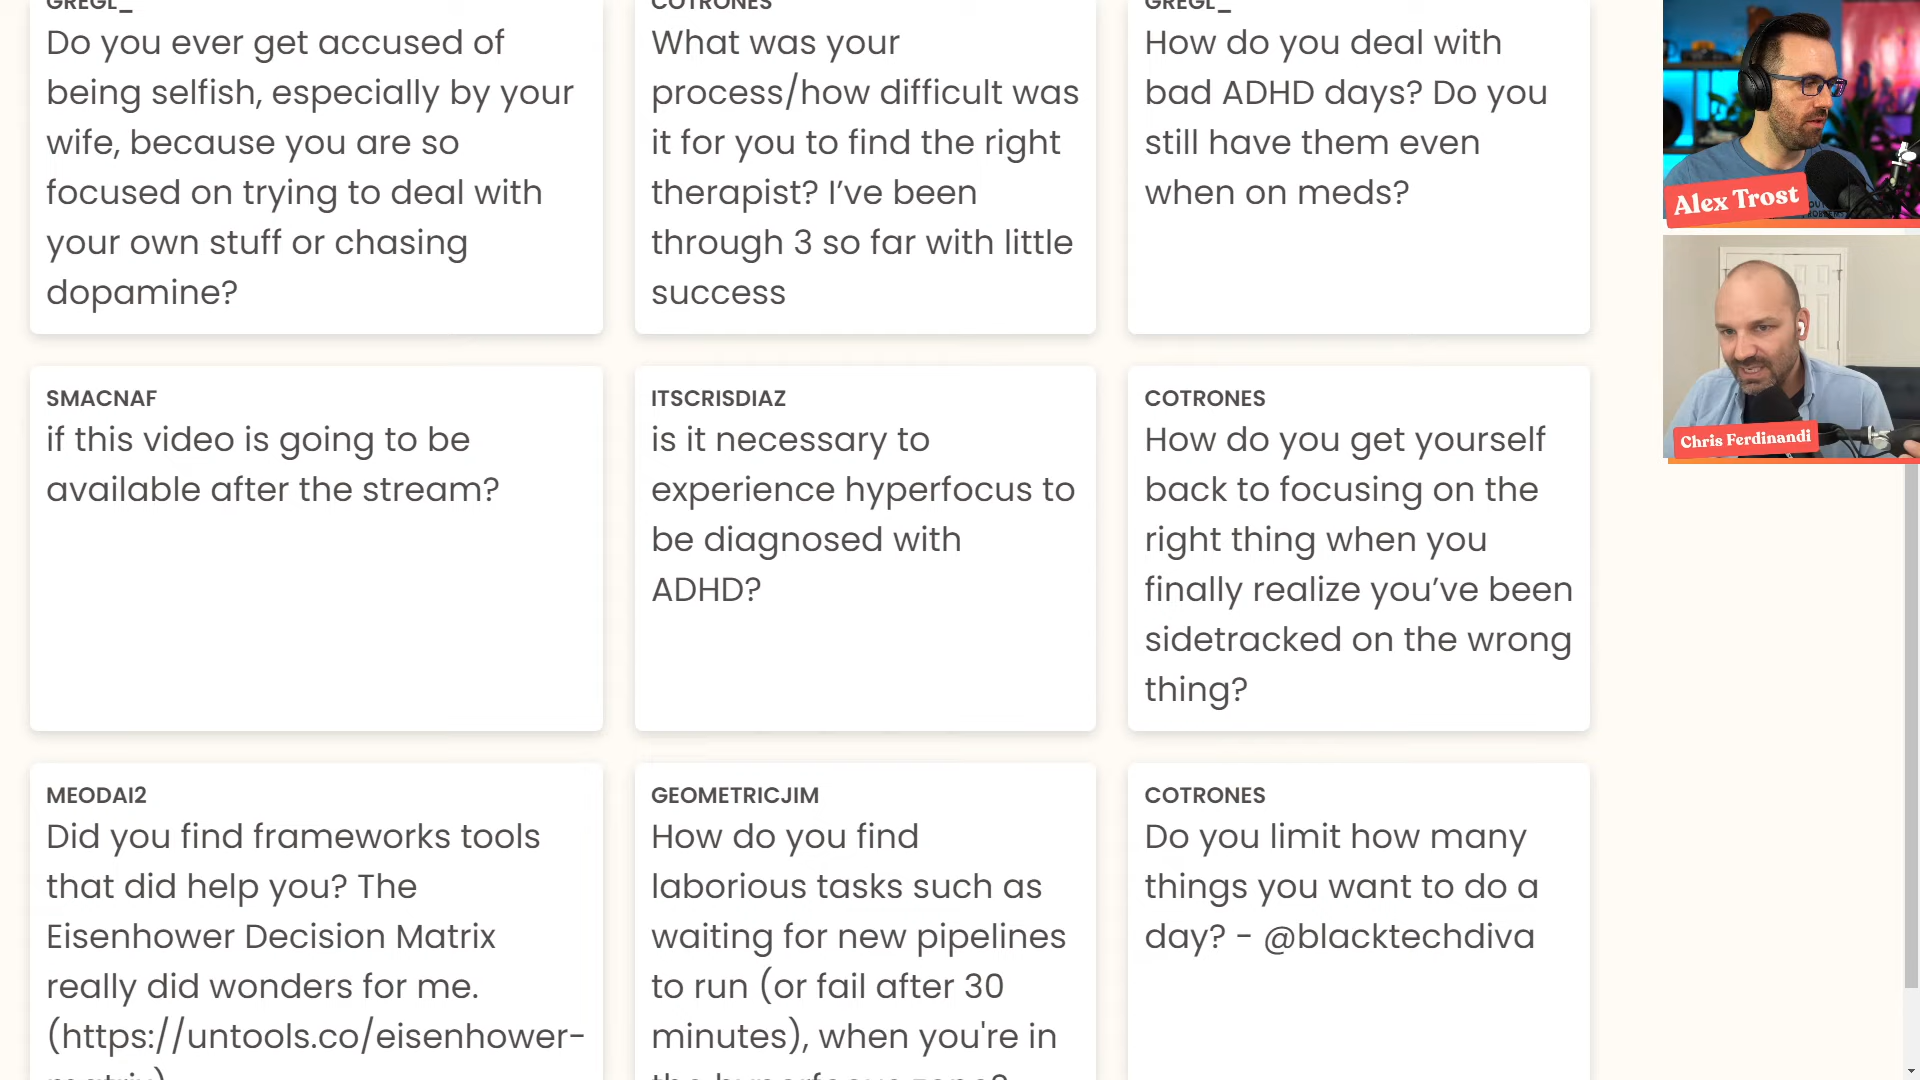 GREGL_
Do you ever get accused of
being selfish, especially by your
wife, because you are so
focused on trying to deal with
your own stuff or chasing
dopamine?
COTRONES
What was your
process/how difficult was
it for you to find the right
therapist? I’ve been
through 3 so far with little
success
GREGL_
How do you deal with
bad ADHD days? Do you
still have them even
when on meds?
Alex Trost
Chris Ferdinandi
SMACNAF
if this video is going to be
available after the stream?
ITSCRISDIAZ
is it necessary to
experience hyperfocus to
be diagnosed with
ADHD?
COTRONES
How do you get yourself
back to focusing on the
right thing when you
finally realize you’ve been
sidetracked on the wrong
thing?
MEODAI2
Did you find frameworks tools
that did help you? The
Eisenhower Decision Matrix
really did wonders for me.
(https://untools.co/eisenhower-
matrix)
GEOMETRICJIM
How do you find
laborious tasks such as
waiting for new pipelines
to run (or fail after 30
minutes), when you're in
the hyperfocus zone?
COTRONES
Do you limit how many
things you want to do a
day? - @blacktechdiva